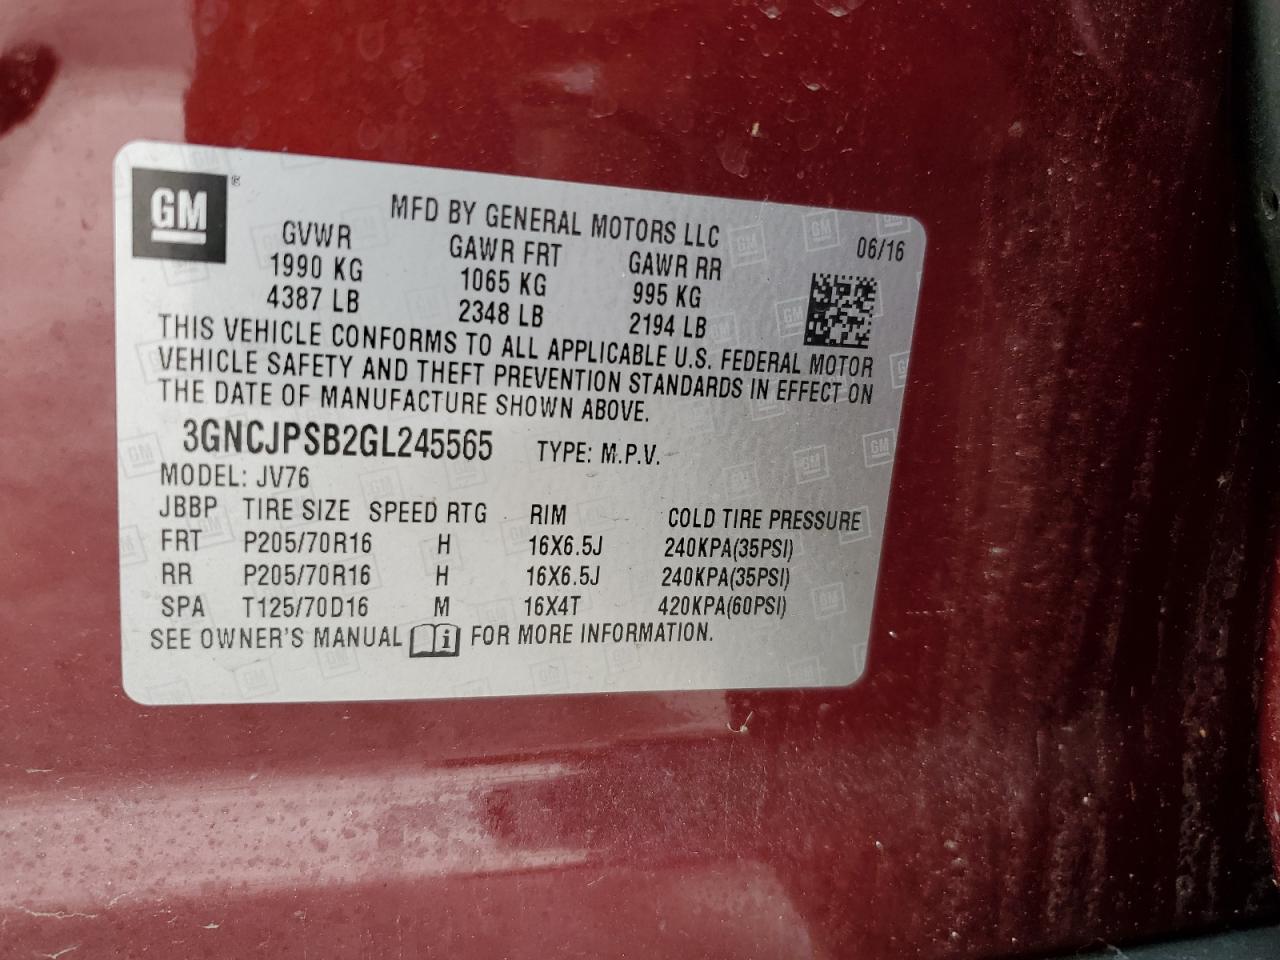 GM
MFD BY GENERAL MOTORS LLC
06/16
GVWR GAWR FRT GAWR RR
1990 KG 1065 KG 995 KG
4387 LB 2348 LB 2194 LB
THIS VEHICLE CONFORMS TO ALL APPLICABLE U.S. FEDERAL MOTOR
VEHICLE SAFETY AND THEFT PREVENTION STANDARDS IN EFFECT ON
THE DATE OF MANUFACTURE SHOWN ABOVE.
3GNCJPSB2GL245565 TYPE: M.P.V.
MODEL: JV76
JBBP TIRE SIZE SPEED RTG RIM COLD TIRE PRESSURE
FRT P205/70R16 H 16X6.5J 240KPA(35PSI)
RR P205/70R16 H 16X6.5J 240KPA(35PSI)
SPA T125/70D16 M 16X4T 420KPA(60PSI)
SEE OWNER'S MANUAL i FOR MORE INFORMATION.